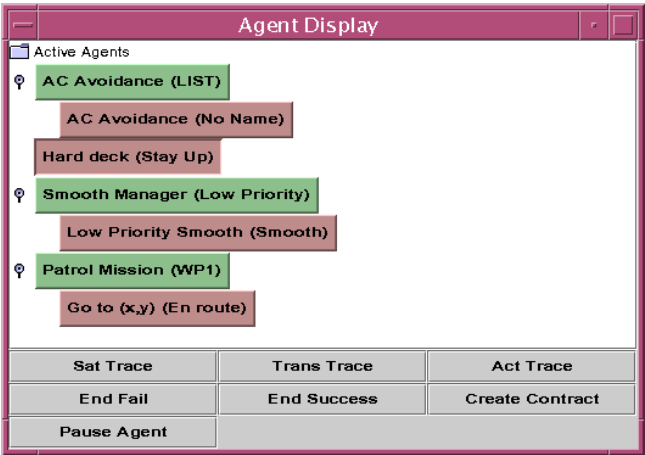 Agent Display
Active Agents
AC Avoidance (LIST)
AC Avoidance (No Name)
Hard deck (Stay Up)
Smooth Manager (Low Priority)
Low Priority Smooth (Smooth)
Patrol Mission (WP1)
Go to (x,y) (En route)
Sat Trace Trans Trace Act Trace
End Fail End Success Create Contract
Pause Agent